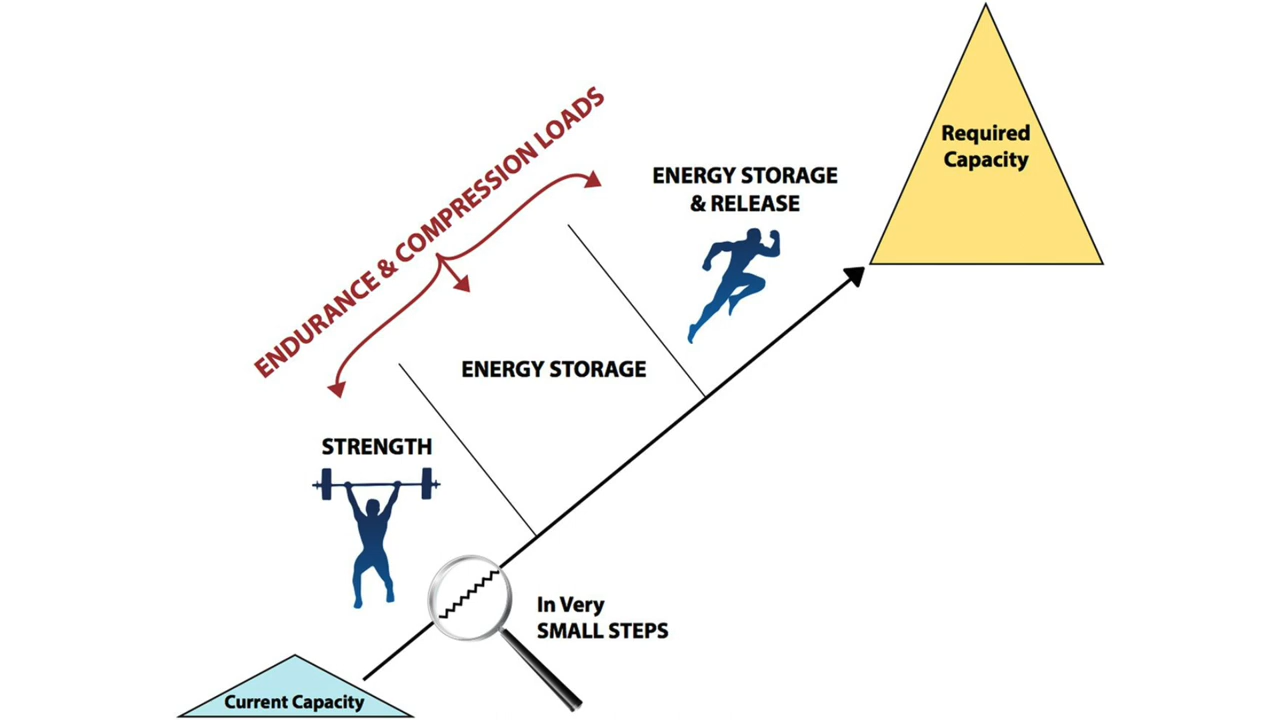 Required
Capacity
ENERGY STORAGE
& RELEASE
ENDURANCE & COMPRESSION LOADS
ENERGY STORAGE
STRENGTH
In Very
SMALL STEPS
Current Capacity